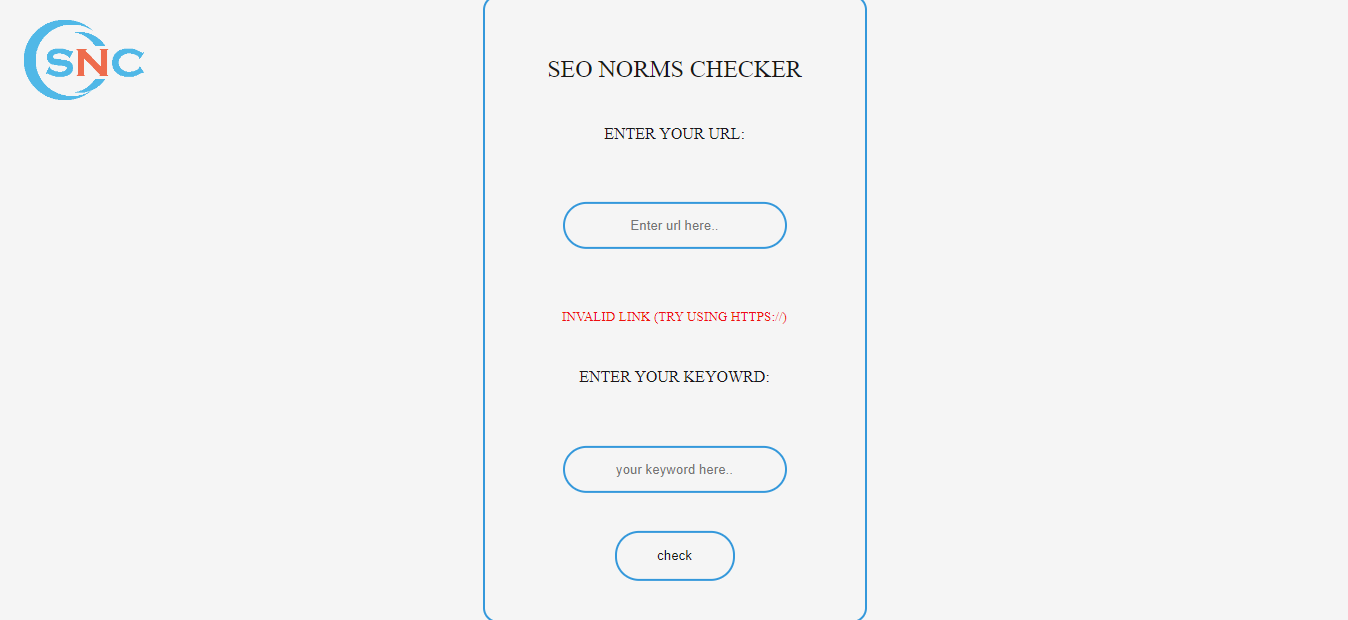 SNC
SEO NORMS CHECKER
ENTER YOUR URL:
Enter url here..
INVALID LINK (TRY USING HTTPS://)
ENTER YOUR KEYOWRD:
your keyword here..
check